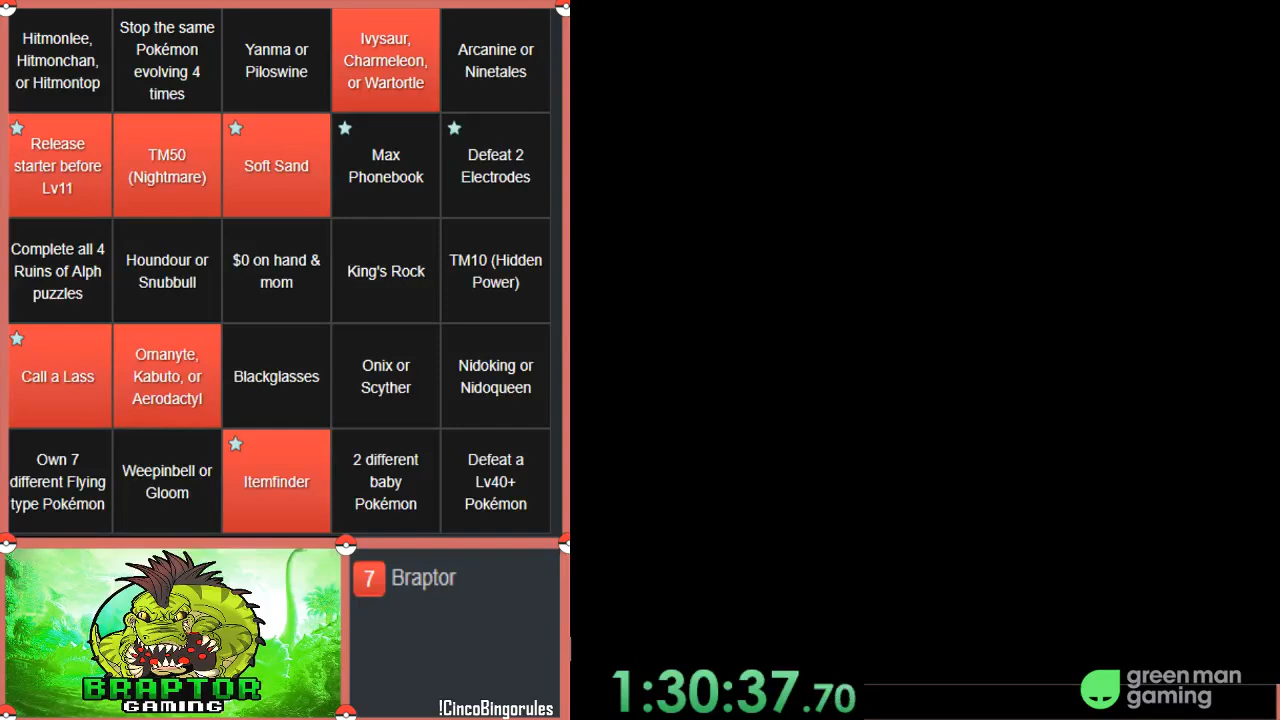 Hitmonlee,
Hitmonchan,
or Hitmontop
Stop the same
Pokémon
evolving 4
times
Yanma or
Piloswine
Ivysaur,
Charmeleon,
or Wartortle
Arcanine or
Ninetales
Release
starter before
Lv11
TM50
(Nightmare)
Soft Sand
Max
Phonebook
Defeat 2
Electrodes
Complete all 4
Ruins of Alph
puzzles
Houndour or
Snubbull
$0 on hand &
mom
King's Rock
TM10 (Hidden
Power)
Call a Lass
Omanyte,
Kabuto, or
Aerodactyl
Blackglasses
Onix or
Scyther
Nidoking or
Nidoqueen
Own 7
different Flying
type Pokémon
Weepinbell or
Gloom
Itemfinder
2 different
baby
Pokémon
Defeat a
Lv40+
Pokémon
BRAPTOR
GAMING
7 Braptor
!CincoBingorules
1:30:37.70
green man
gaming